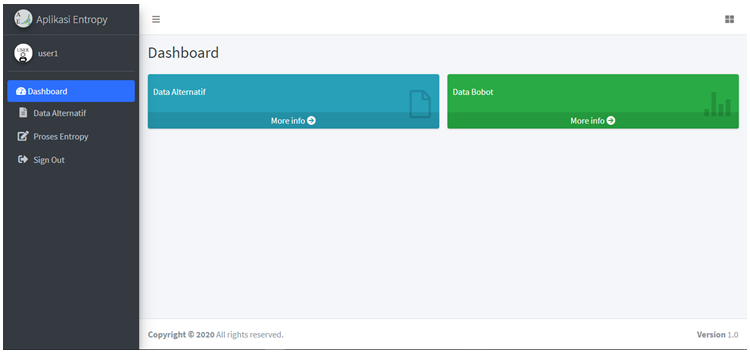 Aplikasi Entropy
user1
Dashboard
Data Alternatif
Proses Entropy
Sign Out
Dashboard
Data Alternatif
More info
Data Bobot
More info
Copyright © 2020 All rights reserved.
Version 1.0